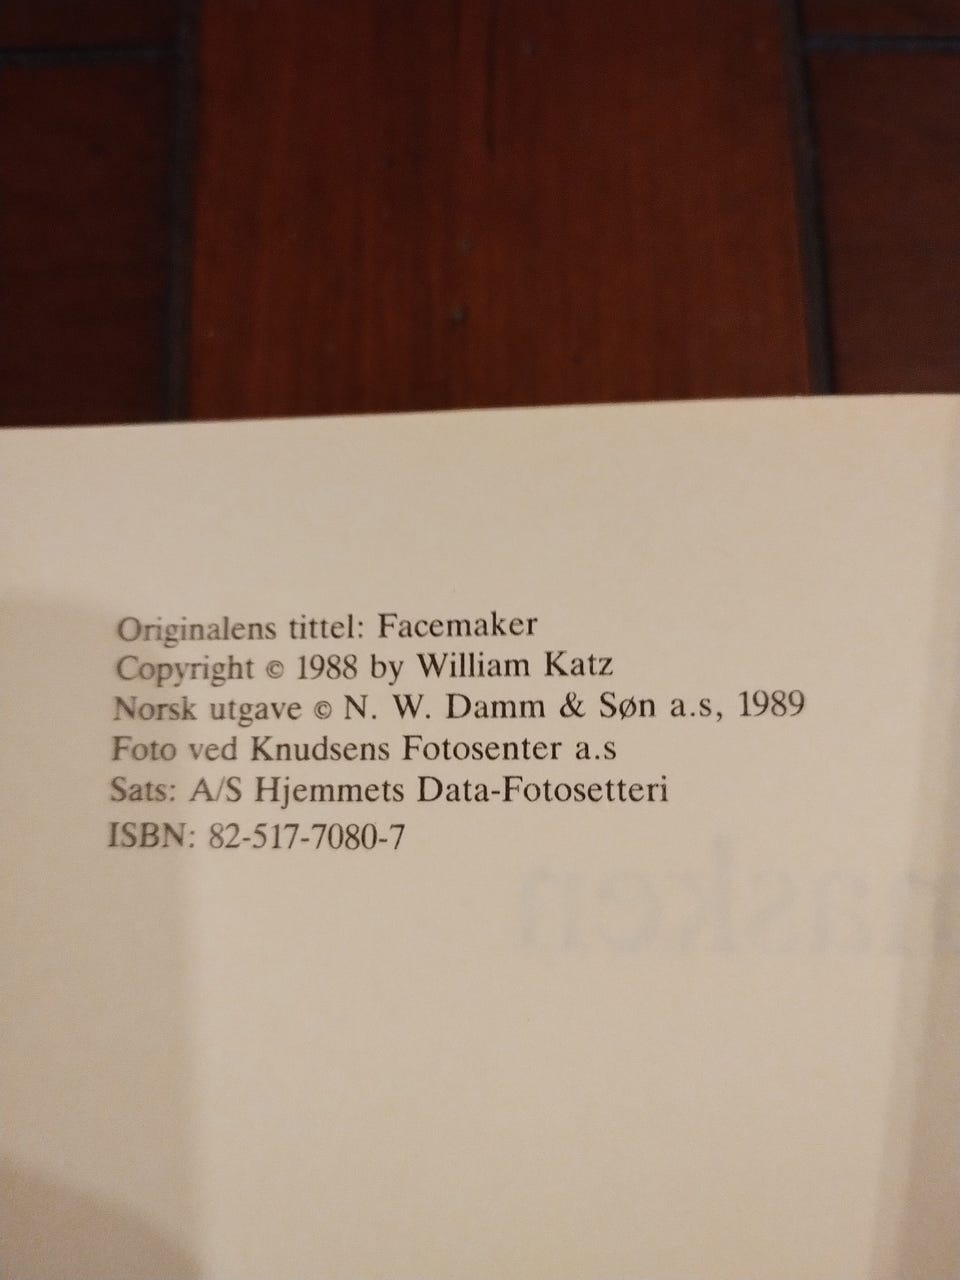 Originalens tittel: Facemaker
Copyright © 1988 by William Katz
Norsk utgave © N. W. Damm & Søn a.s, 1989
Foto ved Knudsens Fotosenter a.s
Sats: A/S Hjemmets Data-Fotosetteri
ISBN: 82-517-7080-7